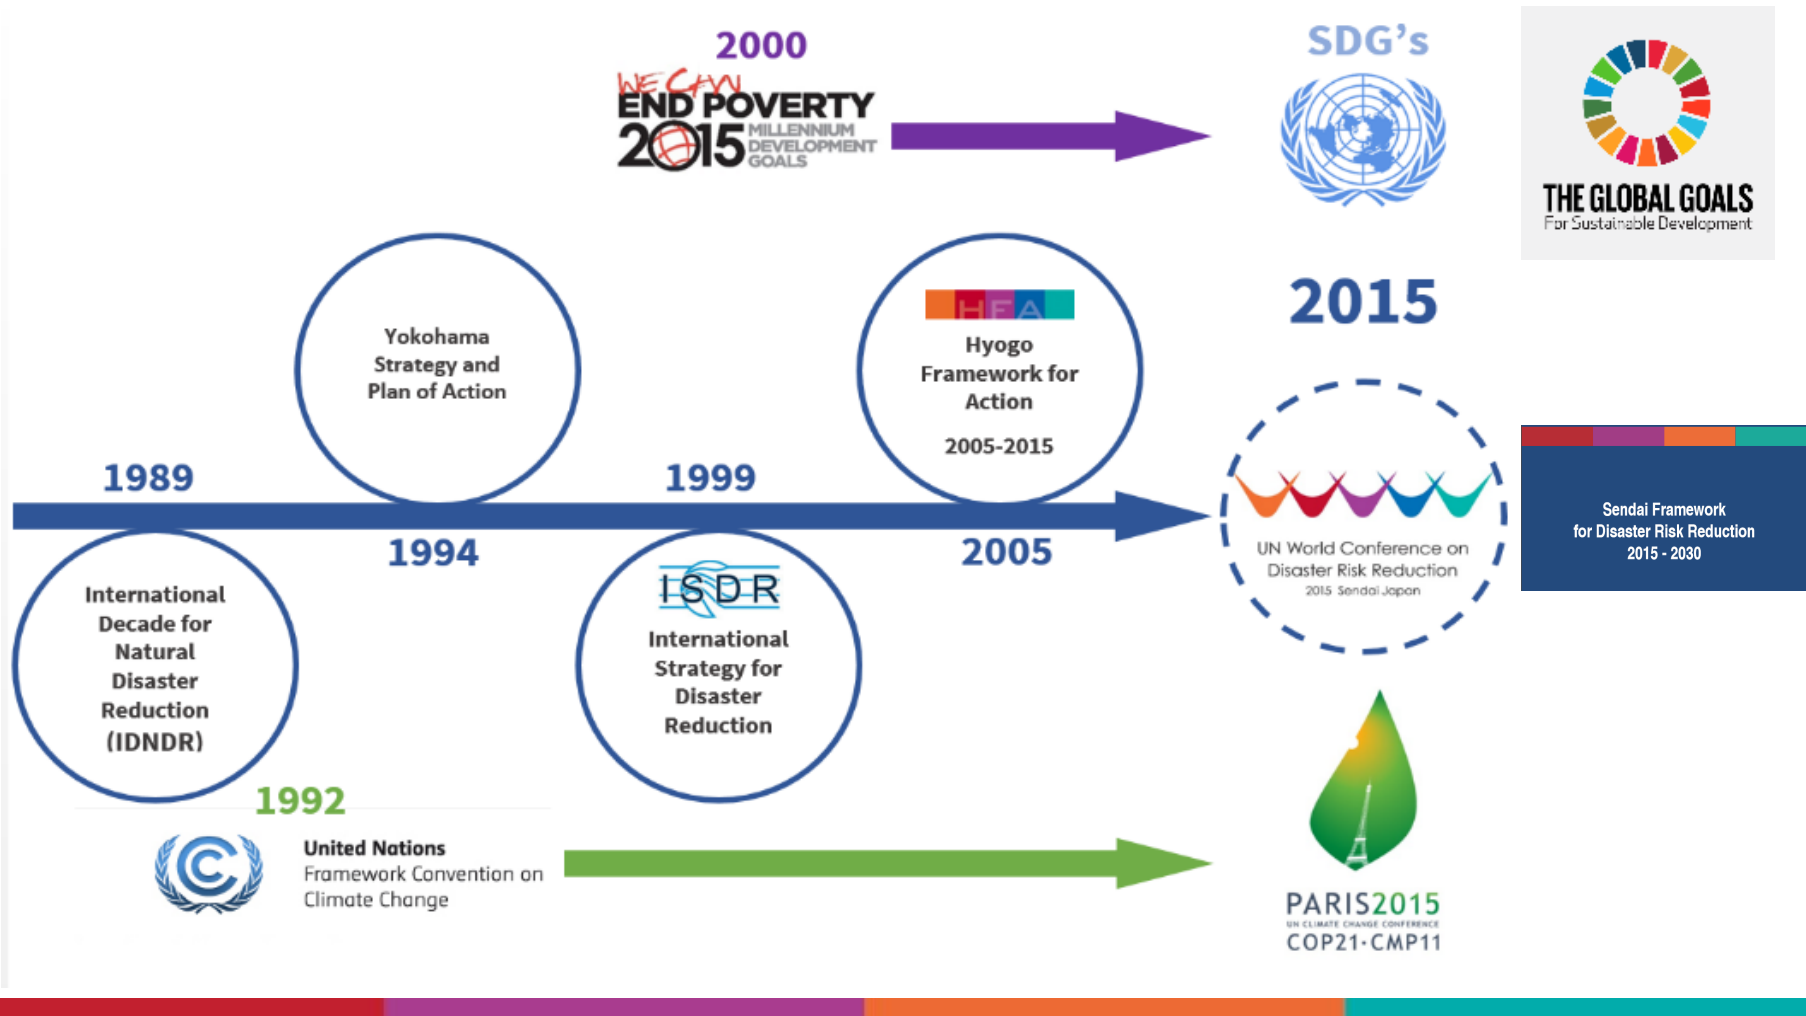 2000
WE CAN
END POVERTY
2015 MILLENNIUM
DEVELOPMENT
GOALS
SDG's
THE GLOBAL GOALS
For Sustainable Development
Yokohama
Strategy and
Plan of Action
HFA
Hyogo
Framework for
Action
2005-2015
2015
1989
1999
1994
2005
International
Decade for
Natural
Disaster
Reduction
(IDNDR)
ISDR
International
Strategy for
Disaster
Reduction
UN World Conference on
Disaster Risk Reduction
2015 Sendai Japan
Sendai Framework
for Disaster Risk Reduction
2015 - 2030
1992
United Nations
Framework Convention on
Climate Change
PARIS2015
UN CLIMATE CHANGE CONFERENCE
COP21·CMP11